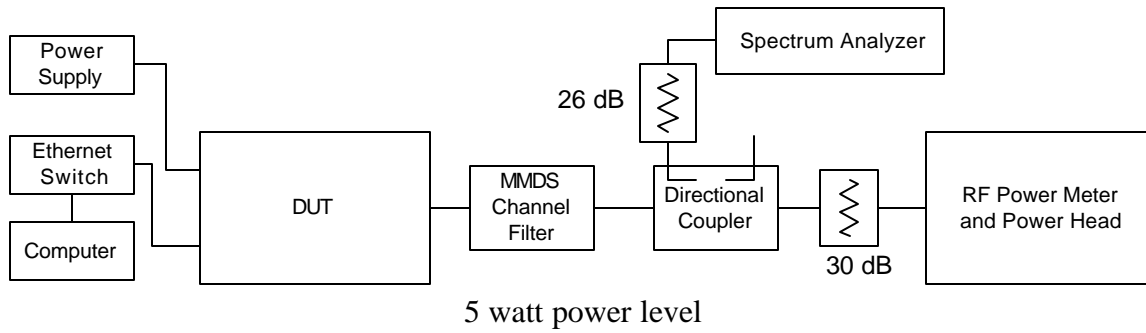 Power
Supply
Ethernet
Switch
Computer
DUT
MMDS
Channel
Filter
26 dB
Spectrum Analyzer
Directional
Coupler
30 dB
RF Power Meter
and Power Head
5 watt power level